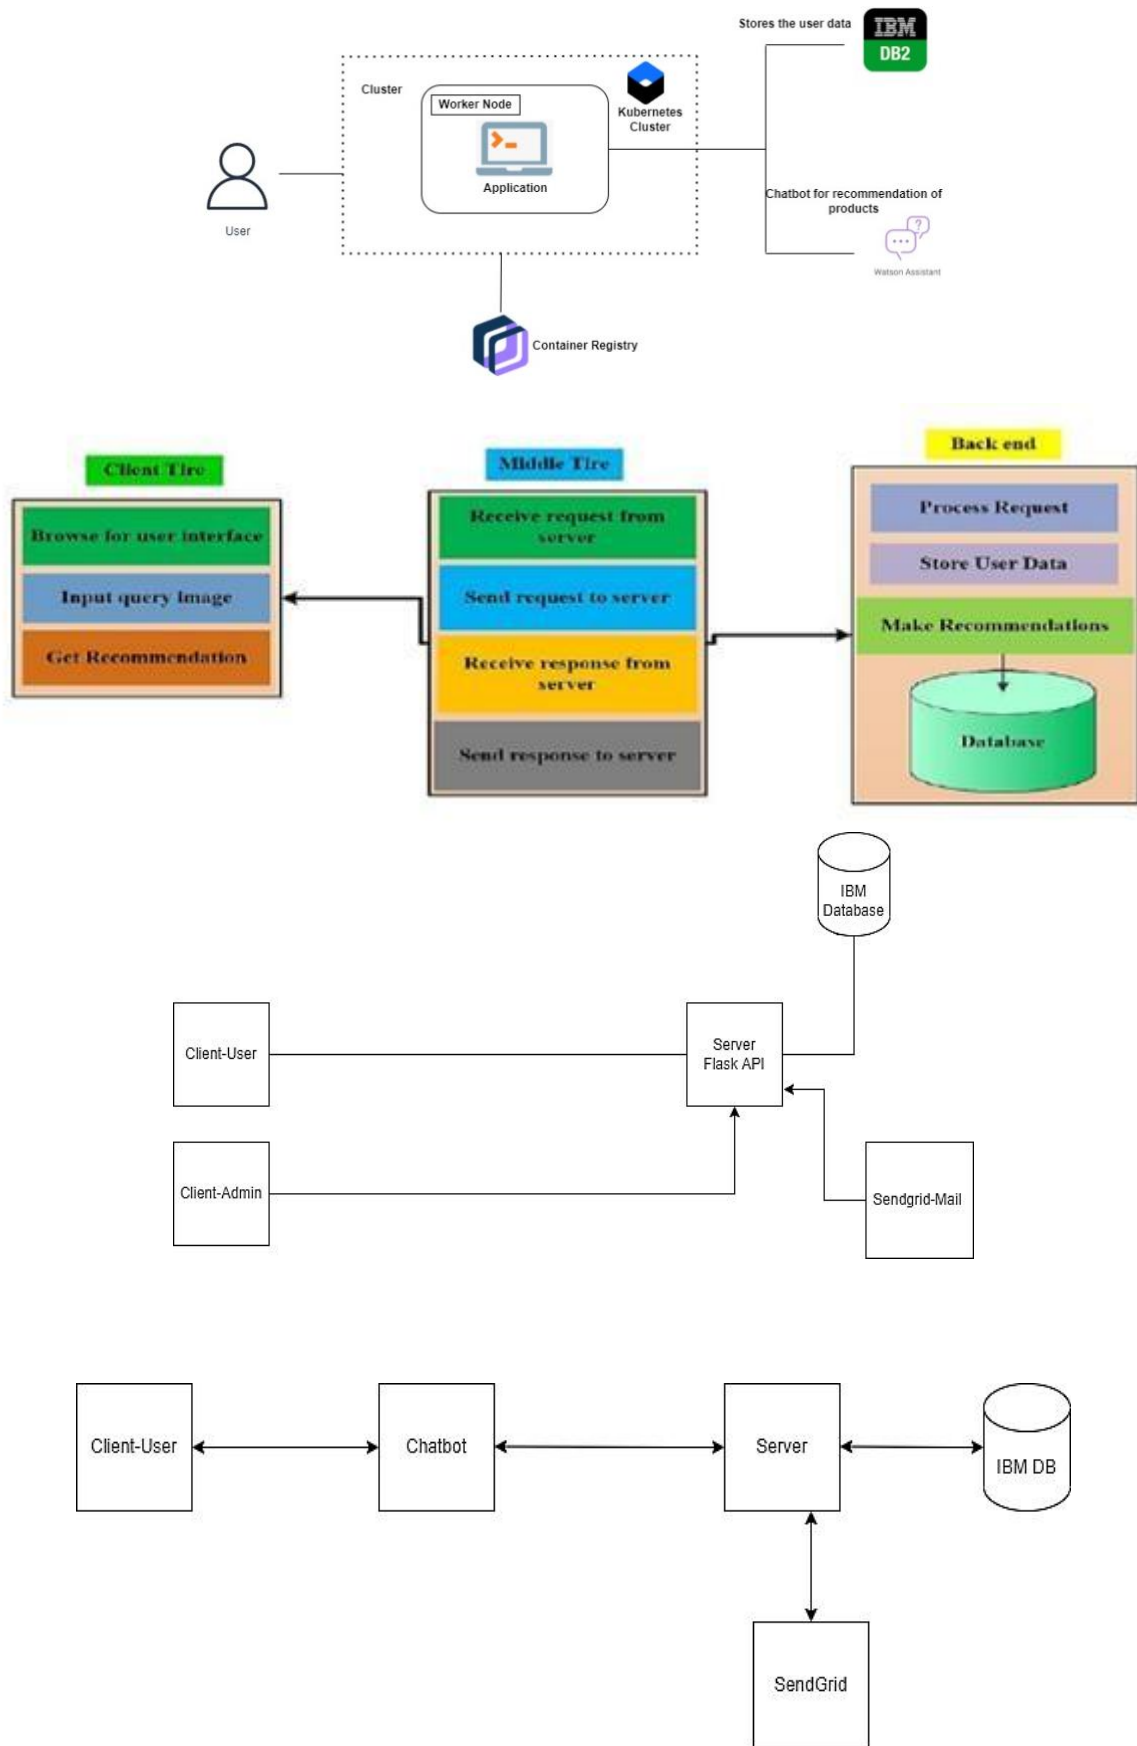 Stores the user data
IBM
DB2
Cluster
Worker Node
Kubernetes
Cluster
Application
User
Chatbot for recommendation of
products
Watson Assistant
Container Registry
Client Tire
Middle Tire
Back end
Browse for user interface
Input query Image
Get Recommendation
Receive request from
server
Send request to server
Receive response from
server
Send response to server
Process Request
Store User Data
Make Recommendations
Database
IBM
Database
Client-User
Server
Flask API
Client-Admin
Sendgrid-Mail
Client-User
Chatbot
Server
IBM DB
SendGrid